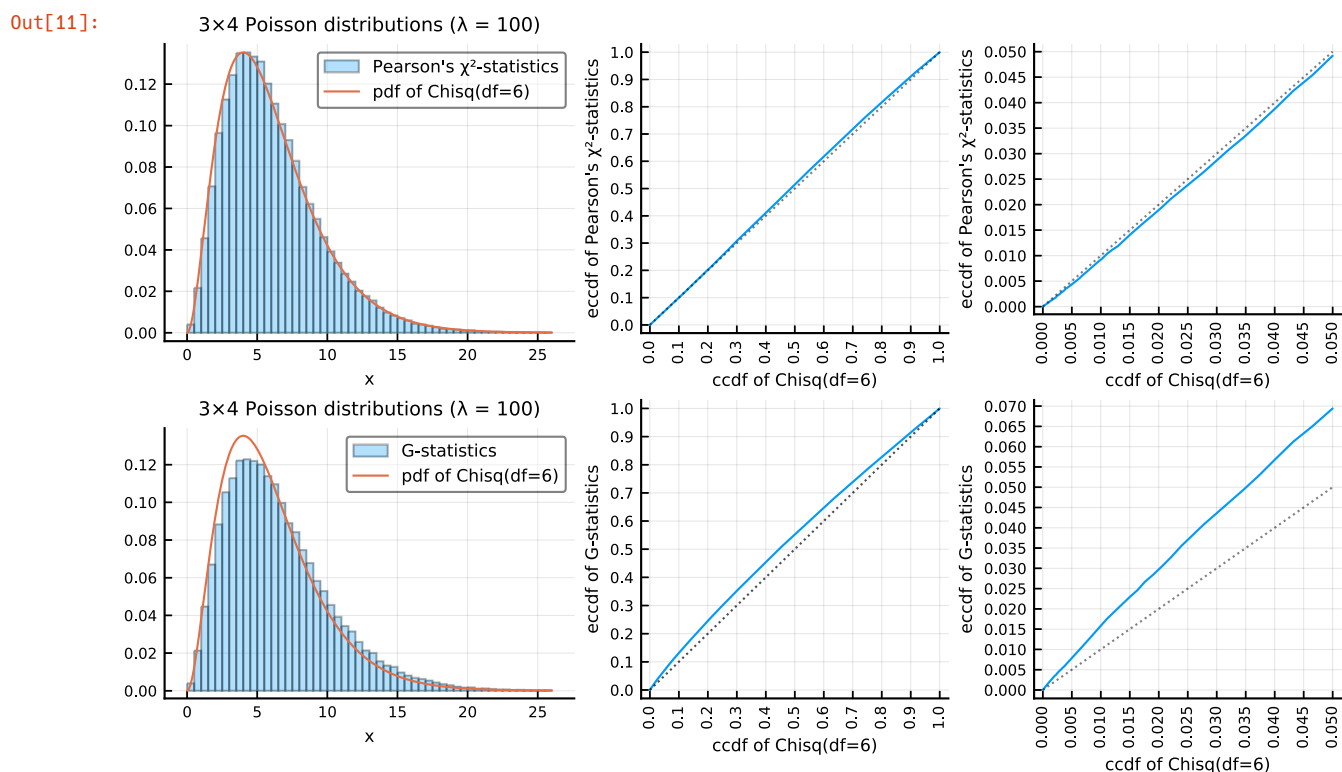 Out[11]:
3×4 Poisson distributions (λ = 100)
Pearson's χ²-statistics
pdf of Chisq(df=6)
0.12
0.10
0.08
0.06
0.04
0.02
0.00
0 5 10 15 20 25
x
eccdf of Pearson's χ²-statistics
1.0
0.9
0.8
0.7
0.6
0.5
0.4
0.3
0.2
0.1
0.0
0.0 0.1 0.2 0.3 0.4 0.5 0.6 0.7 0.8 0.9 1.0
ccdf of Chisq(df=6)
eccdf of Pearson's χ²-statistics
0.050
0.045
0.040
0.035
0.030
0.025
0.020
0.015
0.010
0.005
0.000
0.000 0.005 0.010 0.015 0.020 0.025 0.030 0.035 0.040 0.045 0.050
ccdf of Chisq(df=6)
3×4 Poisson distributions (λ = 100)
G-statistics
pdf of Chisq(df=6)
0.12
0.10
0.08
0.06
0.04
0.02
0.00
0 5 10 15 20 25
x
eccdf of G-statistics
1.0
0.9
0.8
0.7
0.6
0.5
0.4
0.3
0.2
0.1
0.0
0.0 0.1 0.2 0.3 0.4 0.5 0.6 0.7 0.8 0.9 1.0
ccdf of Chisq(df=6)
eccdf of G-statistics
0.070
0.065
0.060
0.055
0.050
0.045
0.040
0.035
0.030
0.025
0.020
0.015
0.010
0.005
0.000
0.000 0.005 0.010 0.015 0.020 0.025 0.030 0.035 0.040 0.045 0.050
ccdf of Chisq(df=6)